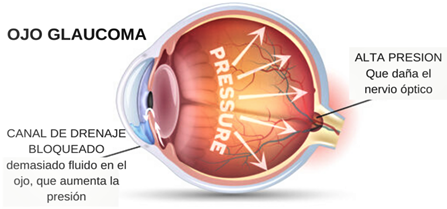 OJO GLAUCOMA
PRESSURE
ALTA PRESION
Que daña el
nervio óptico
CANAL DE DRENAJE
BLOQUEADO
demasiado fluido en el
ojo, que aumenta la
presión